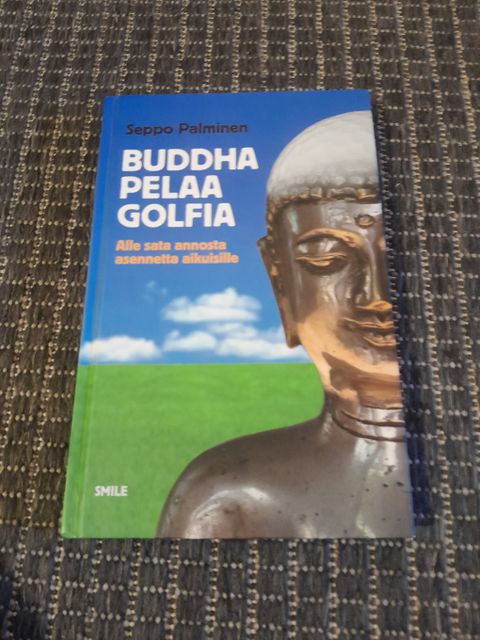 Seppo Palminen
BUDDHA
PELAA
GOLFIA
Alle sata annosta
asennetta aikuisille
SMILE